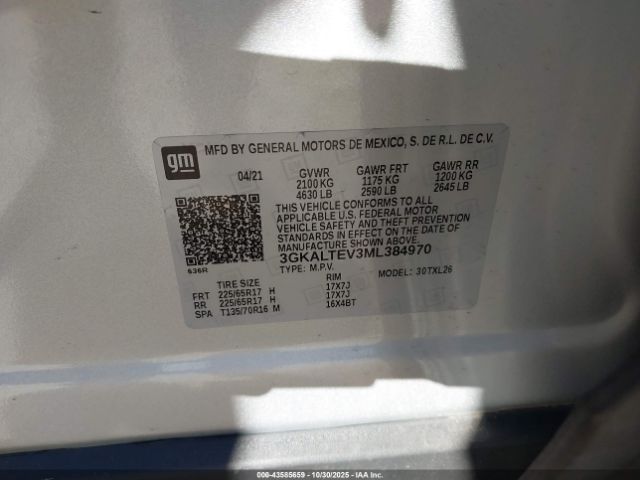 gm
MFD BY GENERAL MOTORS DE MEXICO, S. DE R.L. DE C.V.
04/21 GVWR GAWR FRT GAWR RR
2100 KG 1175 KG 1200 KG
4630 LB 2590 LB 2645 LB
THIS VEHICLE CONFORMS TO ALL
APPLICABLE U.S. FEDERAL MOTOR
VEHICLE SAFETY AND THEFT PREVENTION
STANDARDS IN EFFECT ON THE DATE OF
MANUFACTURE SHOWN ABOVE.
3GKALTEV3ML384970
636R TYPE: M.P.V. MODEL: 30TXL26
TIRE SIZE RIM
FRT 225/65R17 H 17X7J
RR 225/65R17 H 17X7J
SPA T135/70R16 M 16X4BT
000-43585659 - 10/30/2025 - IAAI.com